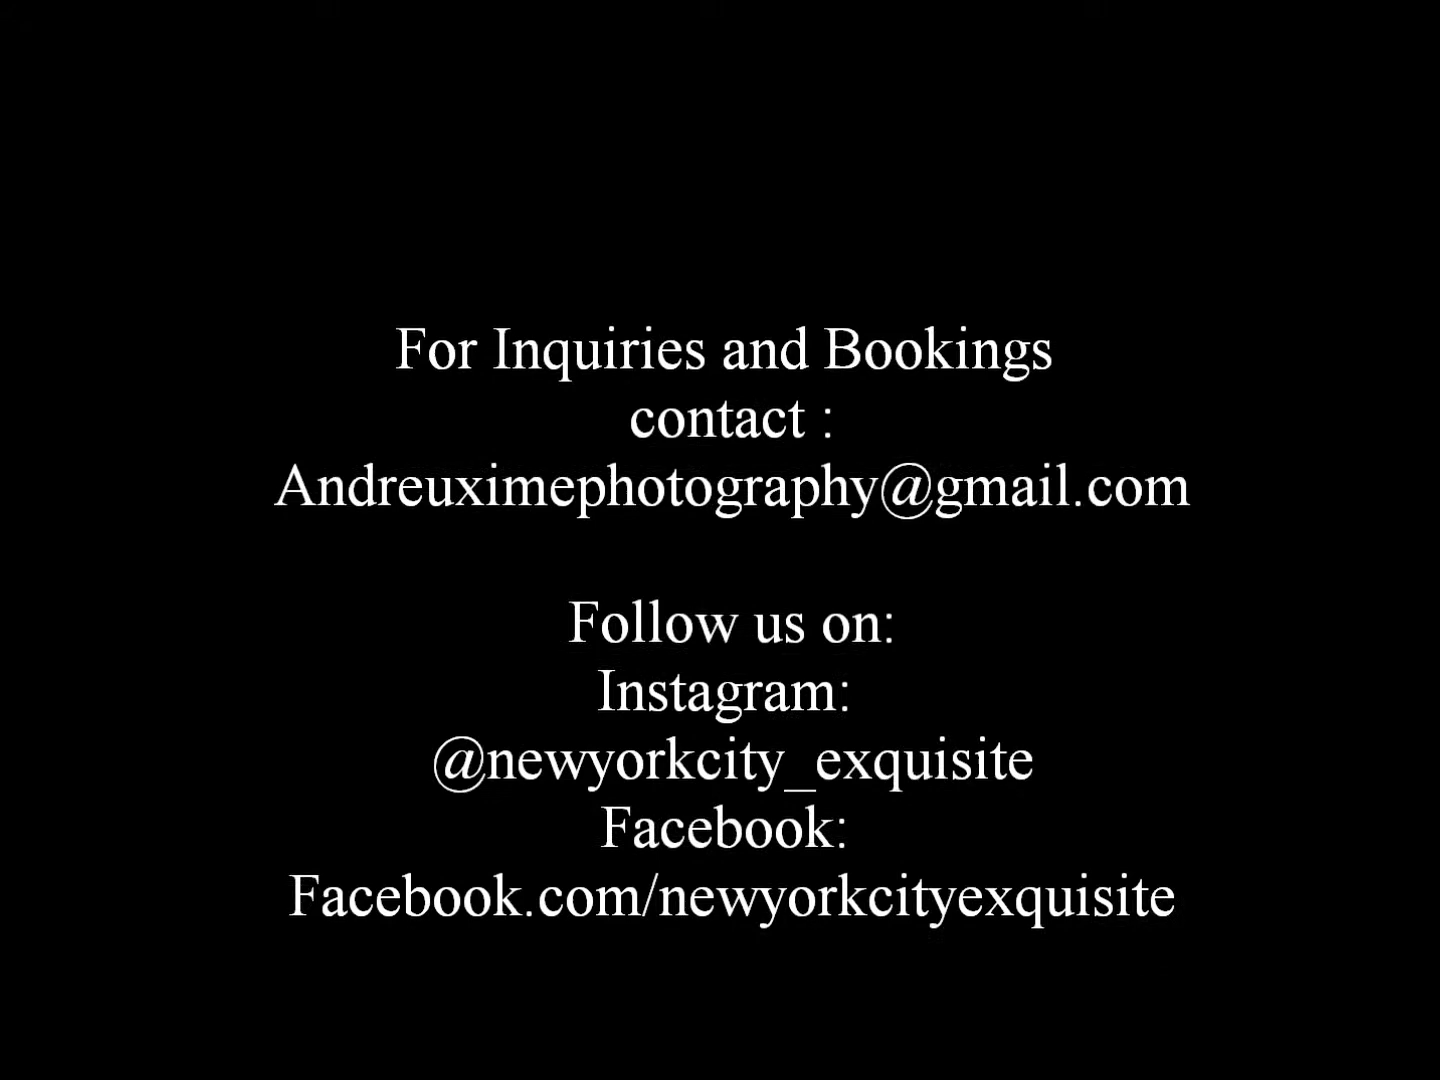 For Inquiries and Bookings
contact :
Andreuximephotography@gmail.com
Follow us on:
Instagram:
@newyorkcity_exquisite
Facebook:
Facebook.com/newyorkcityexquisite